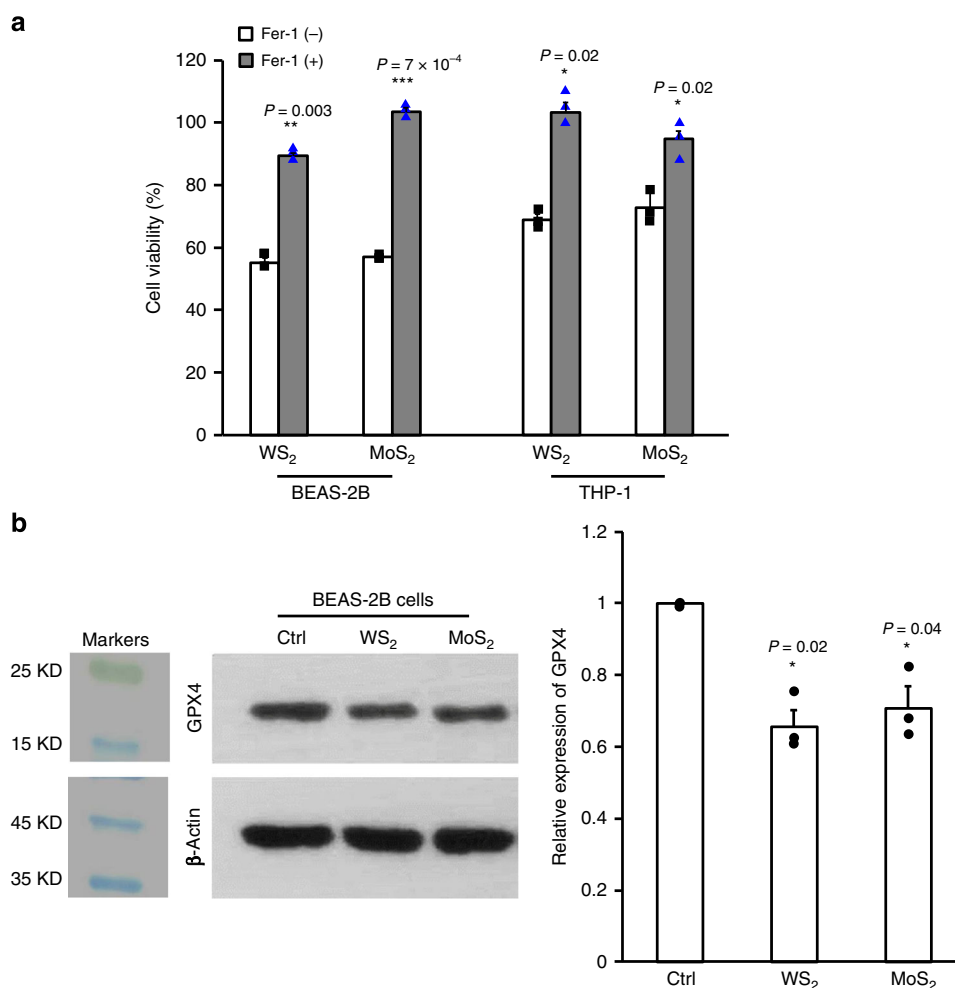 a
Fer-1 (–)
Fer-1 (+)
Cell viability (%)
120
100
80
60
40
20
0
P = 0.003
**
P = 7 × 10⁻⁴
***
P = 0.02
*
P = 0.02
*
WS₂
MoS₂
WS₂
MoS₂
BEAS-2B
THP-1
b
Markers
25 KD
15 KD
45 KD
35 KD
BEAS-2B cells
Ctrl
WS₂
MoS₂
GPX4
β-Actin
Relative expression of GPX4
1.2
1
0.8
0.6
0.4
0.2
0
P = 0.02
*
P = 0.04
*
Ctrl
WS₂
MoS₂